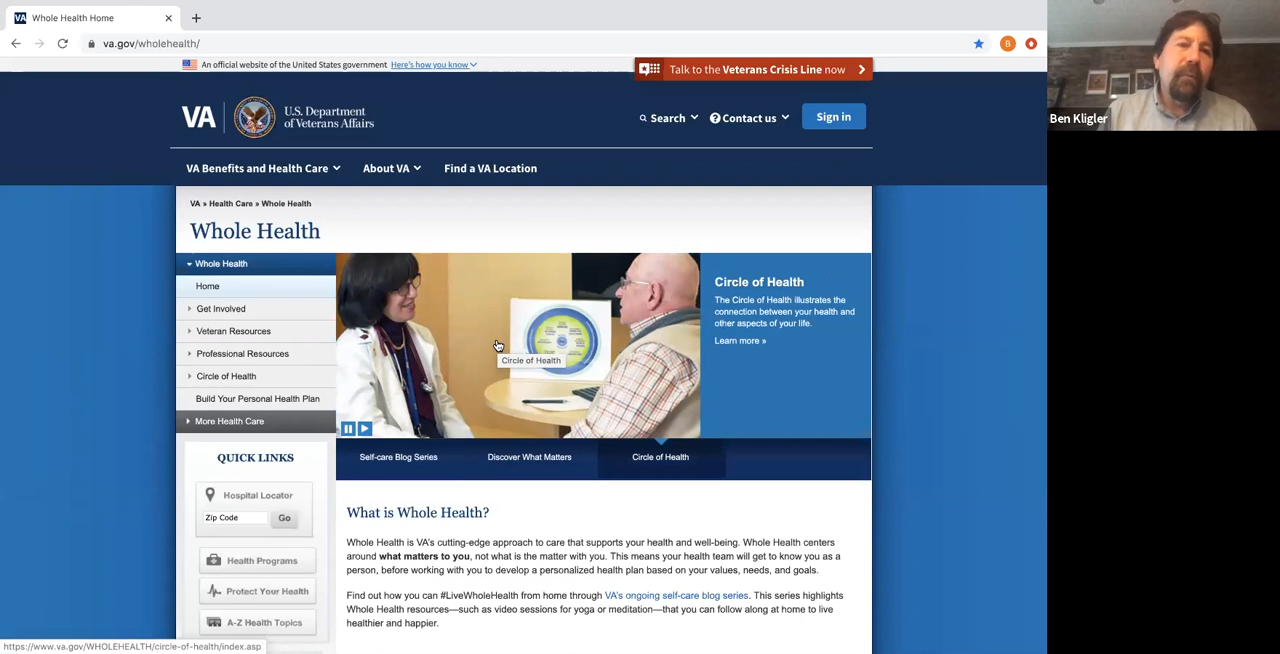 VA Whole Health Home
va.gov/wholehealth/
B
An official website of the United States government Here's how you know
Talk to the Veterans Crisis Line now
VA
U.S. Department
of Veterans Affairs
Search
Contact us
Sign in
VA Benefits and Health Care
About VA
Find a VA Location
VA » Health Care » Whole Health
Whole Health
Whole Health
Home
Get Involved
Veteran Resources
Professional Resources
Circle of Health
Build Your Personal Health Plan
More Health Care
QUICK LINKS
Hospital Locator
Zip Code
Go
Health Programs
Protect Your Health
A-Z Health Topics
Circle of Health
Circle of Health
The Circle of Health illustrates the
connection between your health and
other aspects of your life.
Learn more »
Self-care Blog Series
Discover What Matters
Circle of Health
What is Whole Health?
Whole Health is VA's cutting-edge approach to care that supports your health and well-being. Whole Health centers
around what matters to you, not what is the matter with you. This means your health team will get to know you as a
person, before working with you to develop a personalized health plan based on your values, needs, and goals.
Find out how you can #LiveWholeHealth from home through VA's ongoing self-care blog series. This series highlights
Whole Health resources—such as video sessions for yoga or meditation—that you can follow along at home to live
healthier and happier.
https://www.va.gov/WHOLEHEALTH/circle-of-health/index.asp
Ben Kligler